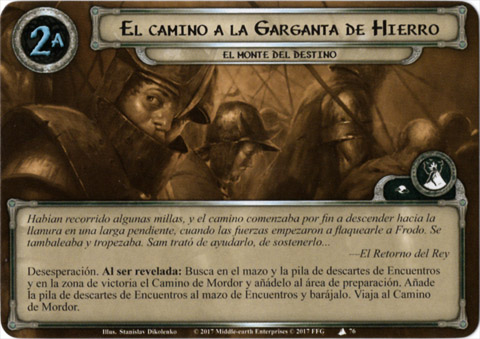 2A
El camino a la Garganta de Hierro
El Monte del Destino
Habían recorrido algunas millas, y el camino comenzaba por fin a descender hacia la
llanura en una larga pendiente, cuando las fuerzas empezaron a flaquearle a Frodo. Se
tambaleaba y tropezaba. Sam trató de ayudarlo, de sostenerlo...
—El Retorno del Rey
Desesperación. Al ser revelada: Busca en el mazo y la pila de descartes de Encuentros
y en la zona de victoria el Camino de Mordor y añádelo al área de preparación. Añade
la pila de descartes de Encuentros al mazo de Encuentros y barájalo. Viaja al Camino
de Mordor.
Illus. Stanislav Dikolenko © 2017 Middle-earth Enterprises © 2017 FFG 76